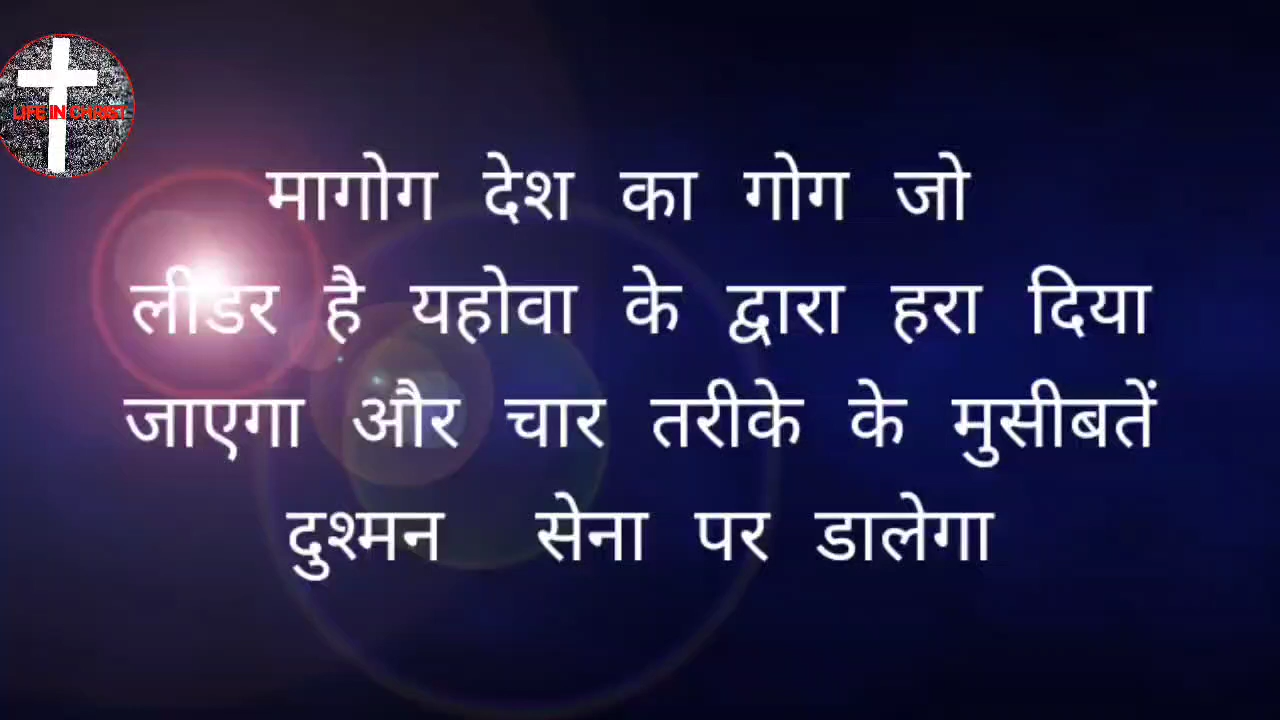 LIFE IN CHRIST
मागोग देश का गोग जो
लीडर है यहोवा के द्वारा हरा दिया
जाएगा और चार तरीके के मुसीबतें
दुश्मन सेना पर डालेगा